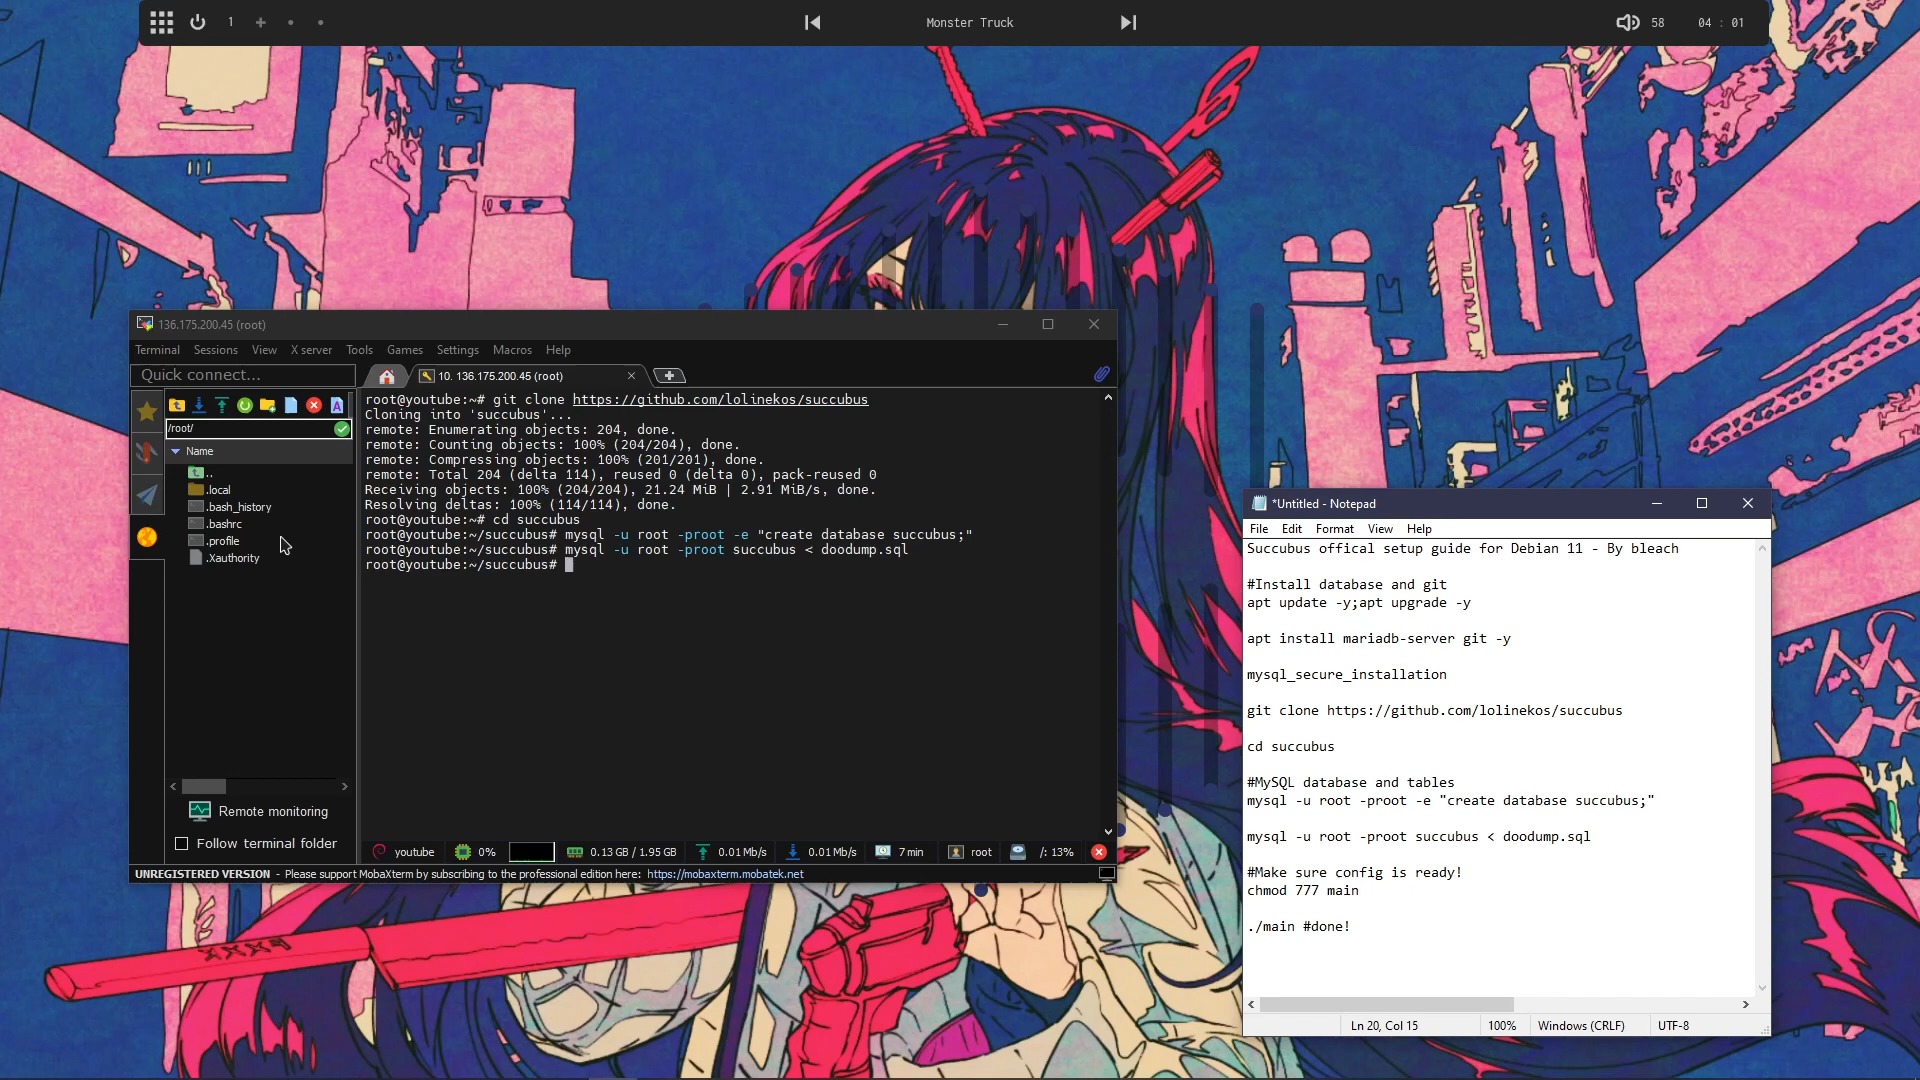 1
Monster Truck
58
04 : 01
136.175.200.45 (root)
Terminal Sessions View X server Tools Games Settings Macros Help
Quick connect...
10. 136.175.200.45 (root)
/root/
Name
..
.local
.bash_history
.bashrc
.profile
.Xauthority
Remote monitoring
Follow terminal folder
root@youtube:~# git clone https://github.com/lolinekos/succubus
Cloning into 'succubus'...
remote: Enumerating objects: 204, done.
remote: Counting objects: 100% (204/204), done.
remote: Compressing objects: 100% (201/201), done.
remote: Total 204 (delta 114), reused 0 (delta 0), pack-reused 0
Receiving objects: 100% (204/204), 21.24 MiB | 2.91 MiB/s, done.
Resolving deltas: 100% (114/114), done.
root@youtube:~# cd succubus
root@youtube:~/succubus# mysql -u root -proot -e "create database succubus;"
root@youtube:~/succubus# mysql -u root -proot succubus < doodump.sql
root@youtube:~/succubus#
youtube 0% 0.13 GB / 1.95 GB 0.01 Mb/s 0.01 Mb/s 7 min root /: 13%
UNREGISTERED VERSION - Please support MobaXterm by subscribing to the professional edition here: https://mobaxterm.mobatek.net
*Untitled - Notepad
File Edit Format View Help
Succubus offical setup guide for Debian 11 - By bleach
#Install database and git
apt update -y;apt upgrade -y
apt install mariadb-server git -y
mysql_secure_installation
git clone https://github.com/lolinekos/succubus
cd succubus
#MySQL database and tables
mysql -u root -proot -e "create database succubus;"
mysql -u root -proot succubus < doodump.sql
#Make sure config is ready!
chmod 777 main
./main #done!
Ln 20, Col 15 100% Windows (CRLF) UTF-8